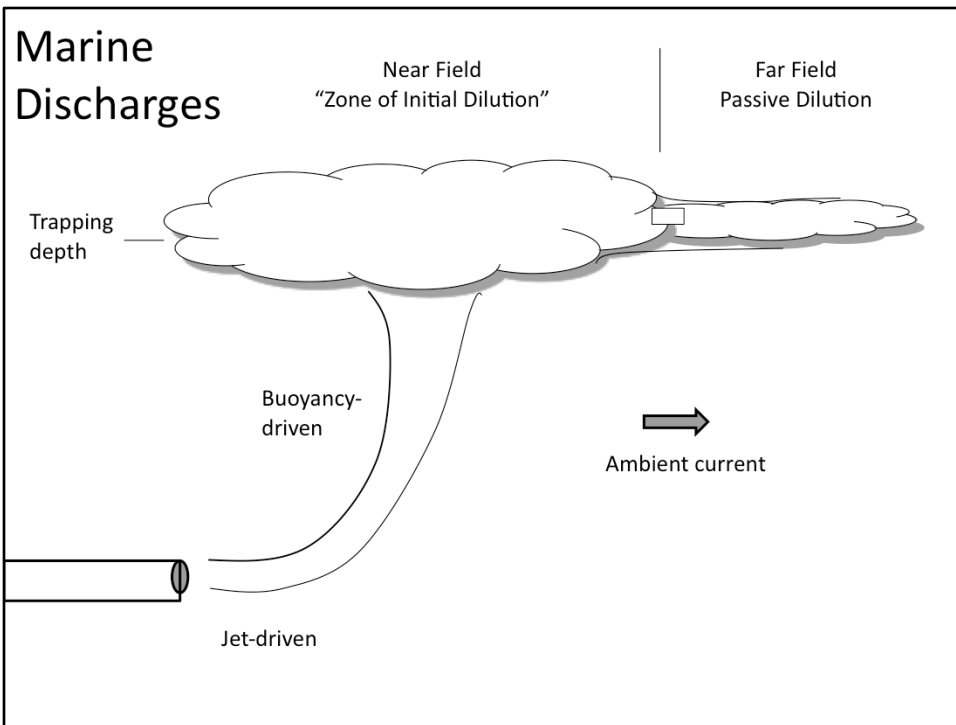 Marine
Discharges
Near Field
“Zone of Initial Dilution”
Far Field
Passive Dilution
Trapping
depth
Buoyancy-
driven
Ambient current
Jet-driven